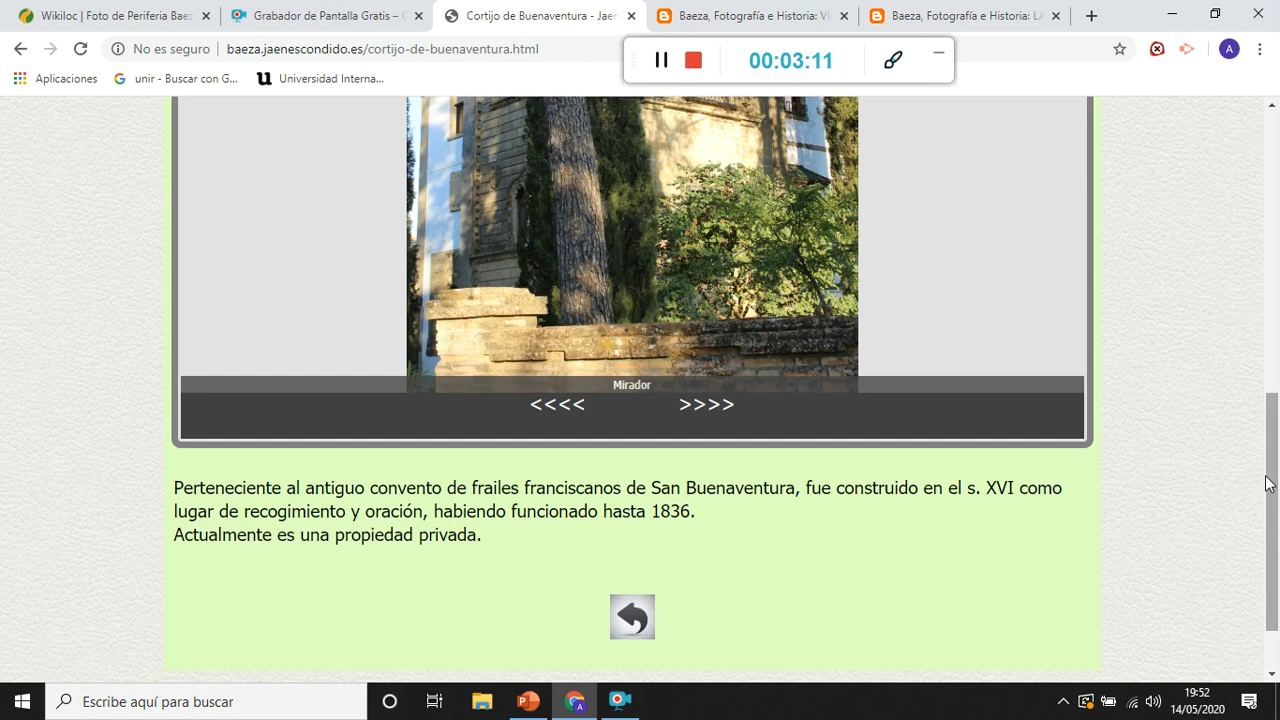 Wikiloc | Foto de Periferia Baez
Grabador de Pantalla Gratis –
Cortijo de Buenaventura - Jaen
Baeza, Fotografía e Historia: VI
Baeza, Fotografía e Historia: LA
No es seguro | baeza.jaenescondido.es/cortijo-de-buenaventura.html
00:03:11
A
Aplicaciones
unir - Buscar con G...
Universidad Interna...
Mirador
<<<< >>>>
Perteneciente al antiguo convento de frailes franciscanos de San Buenaventura, fue construido en el s. XVI como
lugar de recogimiento y oración, habiendo funcionado hasta 1836.
Actualmente es una propiedad privada.
Escribe aquí para buscar
19:52
14/05/2020